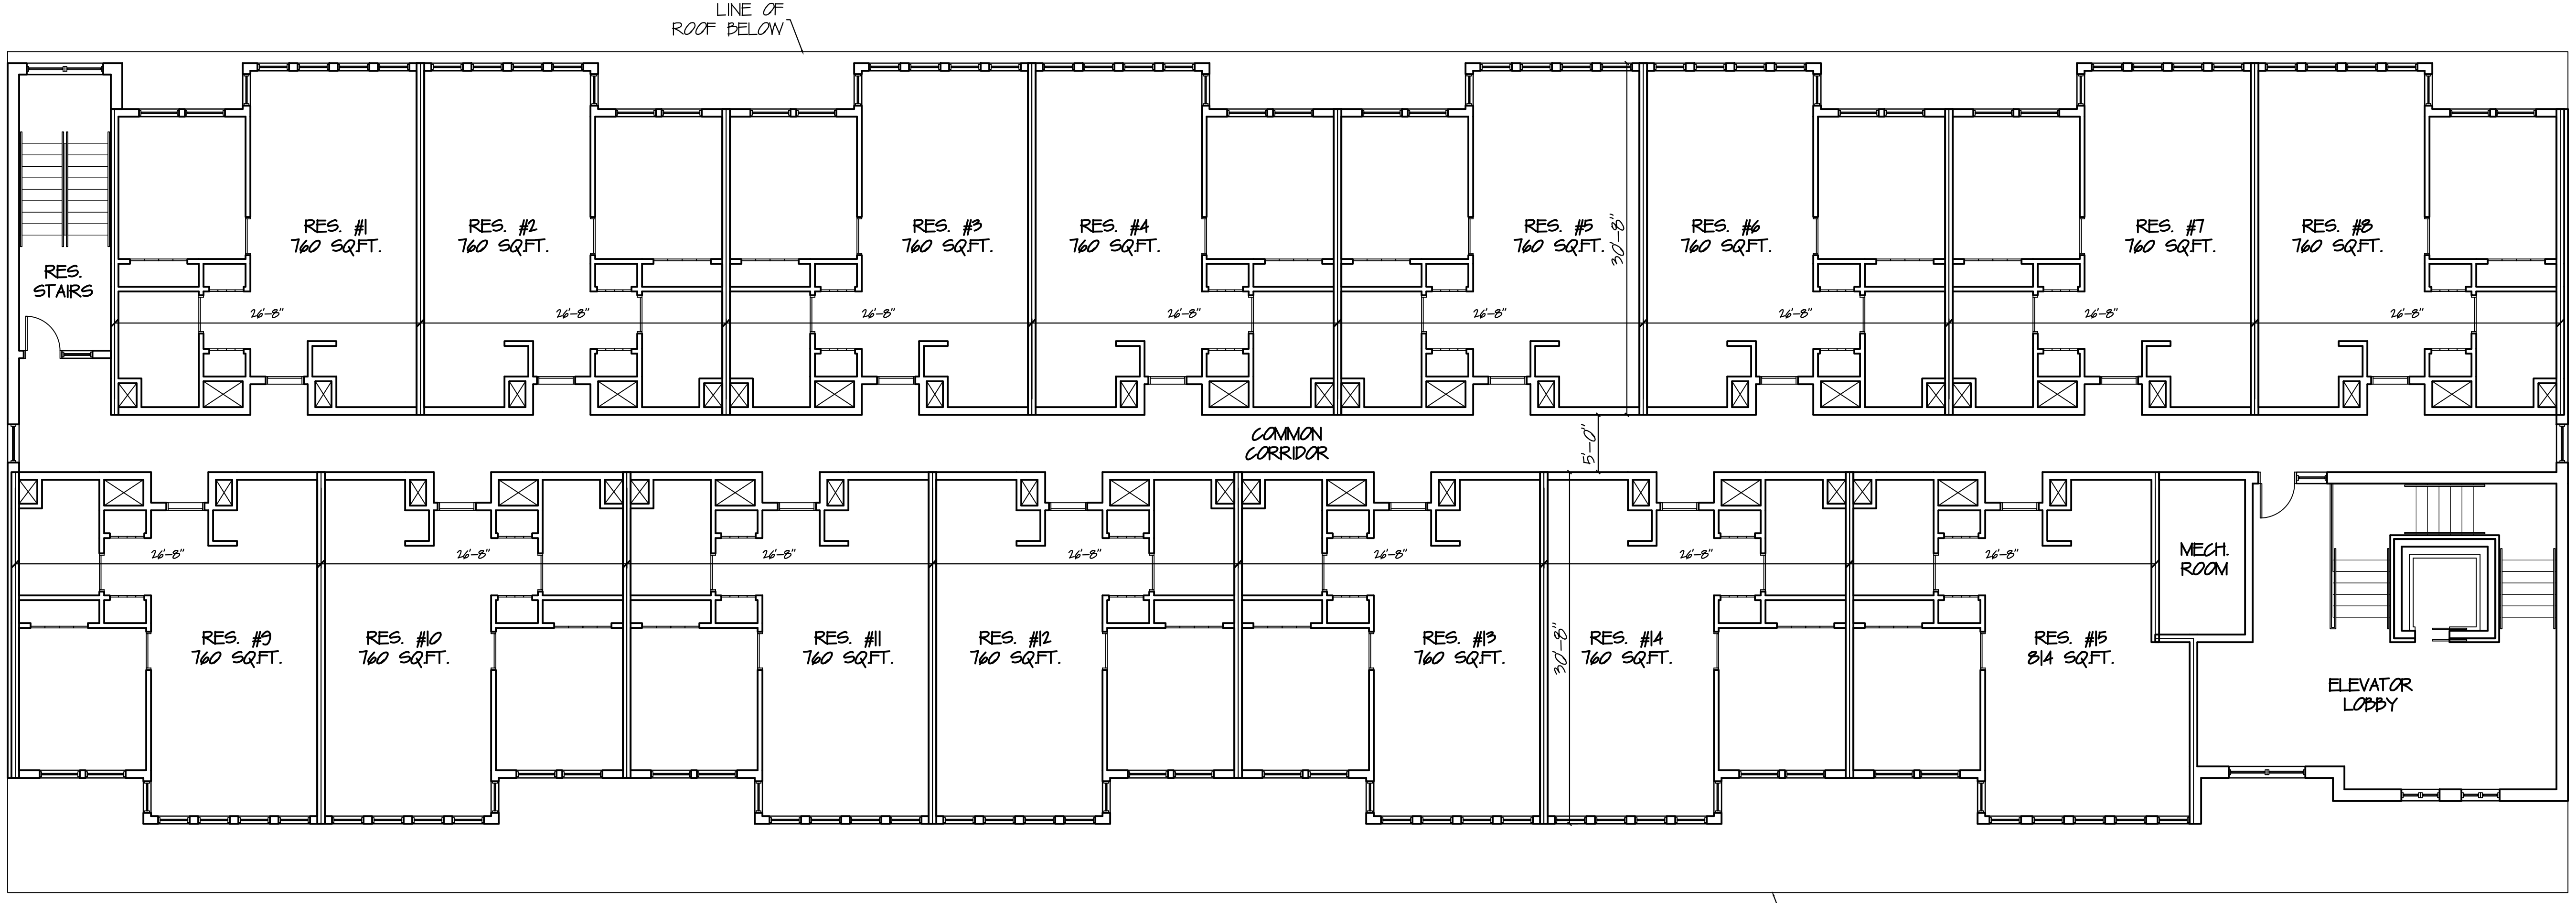 LINE OF
ROOF BELOW
RES. #1
760 SQ.FT.
RES. #2
760 SQ.FT.
RES. #3
760 SQ.FT.
RES. #4
760 SQ.FT.
RES. #5
760 SQ.FT.
RES. #6
760 SQ.FT.
RES. #7
760 SQ.FT.
RES. #8
760 SQ.FT.
30'-8"
RES.
STAIRS
26'-8"
26'-8"
26'-8"
26'-8"
26'-8"
26'-8"
26'-8"
26'-8"
COMMON
CORRIDOR
5'-0"
26'-8"
26'-8"
26'-8"
26'-8"
26'-8"
26'-8"
26'-8"
MECH.
ROOM
RES. #9
760 SQ.FT.
RES. #10
760 SQ.FT.
RES. #11
760 SQ.FT.
RES. #12
760 SQ.FT.
RES. #13
760 SQ.FT.
30'-8"
RES. #14
760 SQ.FT.
RES. #15
814 SQ.FT.
ELEVATOR
LOBBY